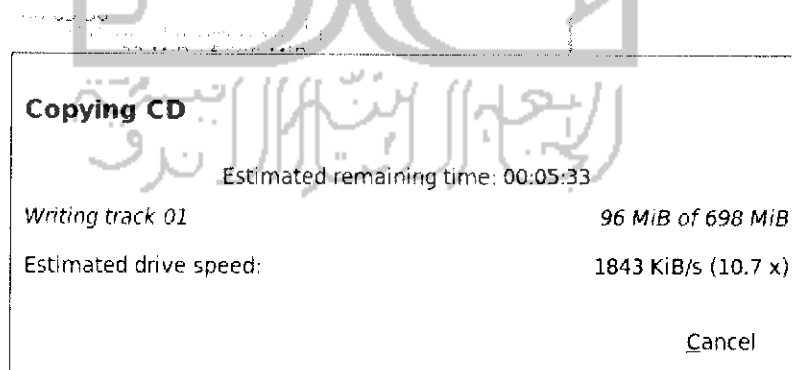 Copying CD
Estimated remaining time: 00:05:33
Writing track 01 96 MiB of 698 MiB
Estimated drive speed: 1843 KiB/s (10.7 x)
Cancel